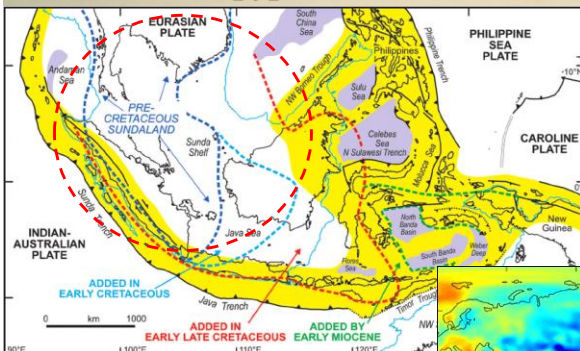 EURASIAN
PLATE
South
China
Sea
Philippines
Philippine
Trench
PHILIPPINE
SEA
PLATE
-10°
Andaman
Sea
NW Borneo Trough
Sulu
Sea
PRE-
CRETACEOUS
SUNDALAND
Sunda
Shelf
Celebes
Sea
N Sulawesi Trench
CAROLINE
PLATE
Molucca Sea
Sunda Trench
Java Sea
North
Banda
Basin
New
Guinea
INDIAN-
AUSTRALIAN
PLATE
South Banda
Basin
Weber
Deep
Flores
Sea
ADDED IN
EARLY CRETACEOUS
Java Trench
Timor Trough
ADDED IN
EARLY LATE CRETACEOUS
ADDED BY
EARLY MIOCENE
NW
0
km
1000
90°E
100°E
110°E
120°E